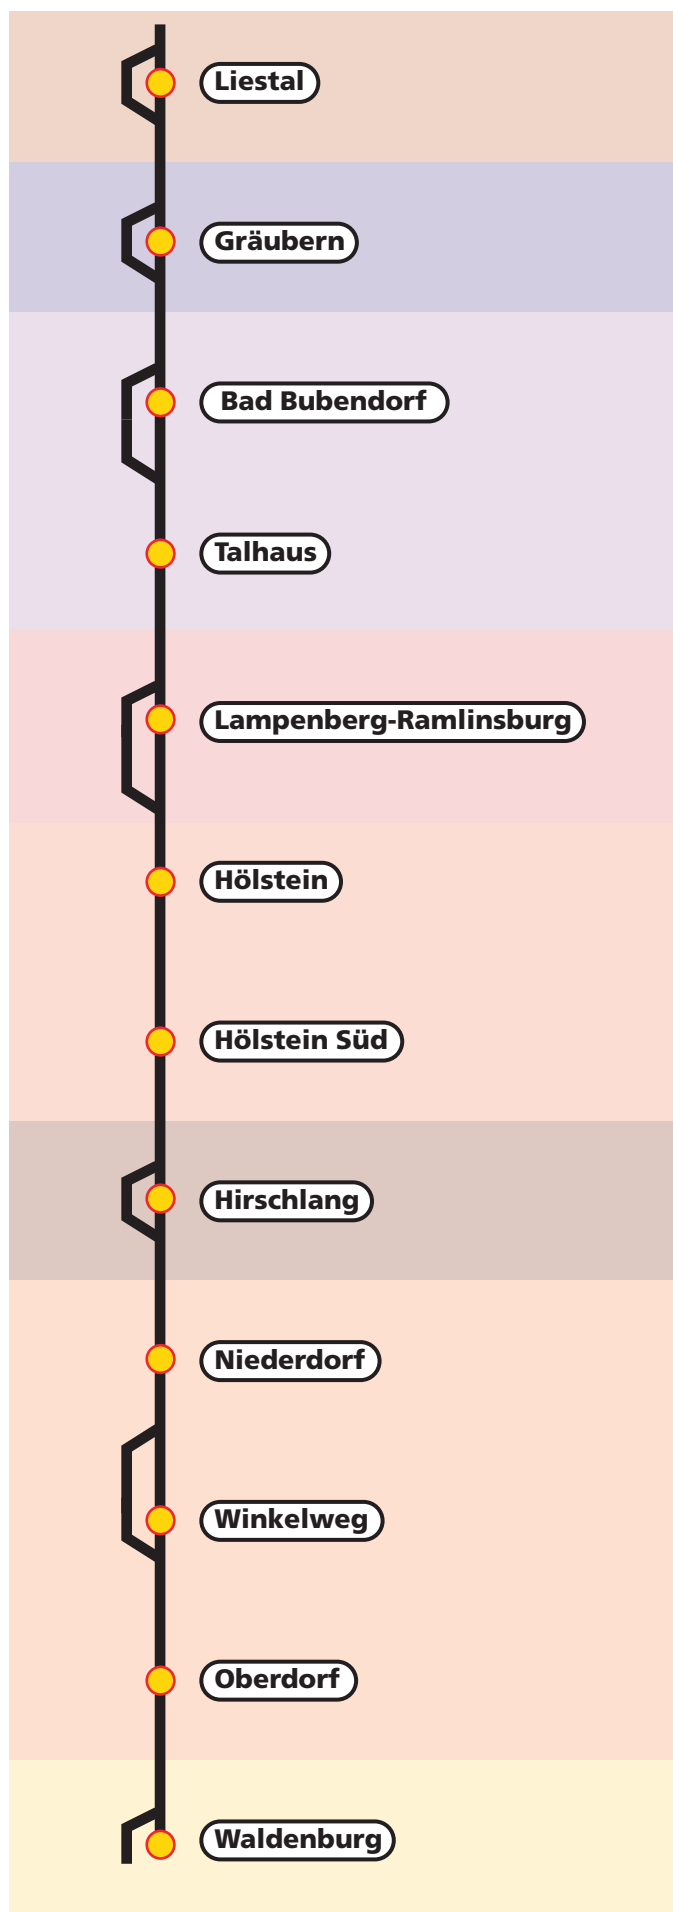 Liestal
Gräubern
Bad Bubendorf
Talhaus
Lampenberg-Ramlinsburg
Hölstein
Hölstein Süd
Hirschlang
Niederdorf
Winkelweg
Oberdorf
Waldenburg